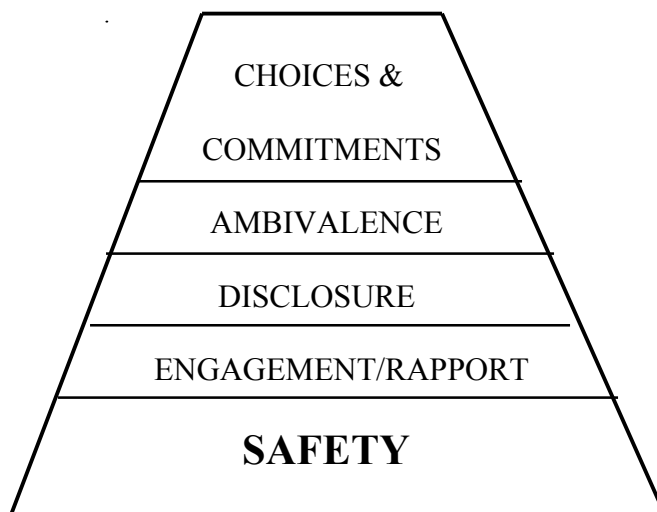 CHOICES &
COMMITMENTS
AMBIVALENCE
DISCLOSURE
ENGAGEMENT/RAPPORT
SAFETY